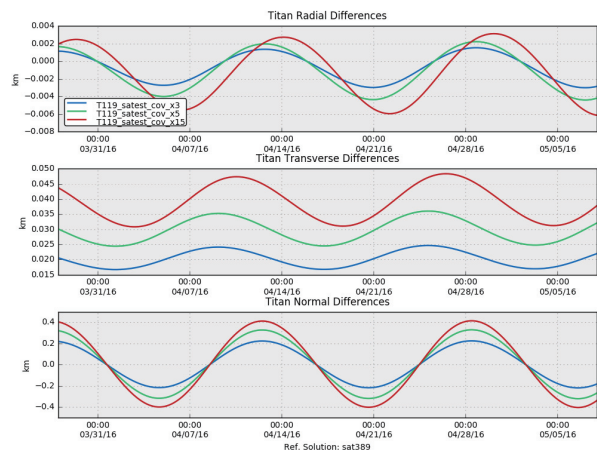 Titan Radial Differences
0.004
0.002
0.000
−0.002
−0.004
−0.006
−0.008
km
T119_satest_cov_x3
T119_satest_cov_x5
T119_satest_cov_x15
00:00 00:00 00:00 00:00 00:00 00:00
03/31/16 04/07/16 04/14/16 04/21/16 04/28/16 05/05/16
Titan Transverse Differences
0.050
0.045
0.040
0.035
0.030
0.025
0.020
0.015
km
00:00 00:00 00:00 00:00 00:00 00:00
03/31/16 04/07/16 04/14/16 04/21/16 04/28/16 05/05/16
Titan Normal Differences
0.4
0.2
0.0
−0.2
−0.4
km
00:00 00:00 00:00 00:00 00:00 00:00
03/31/16 04/07/16 04/14/16 04/21/16 04/28/16 05/05/16
Ref. Solution: sat389